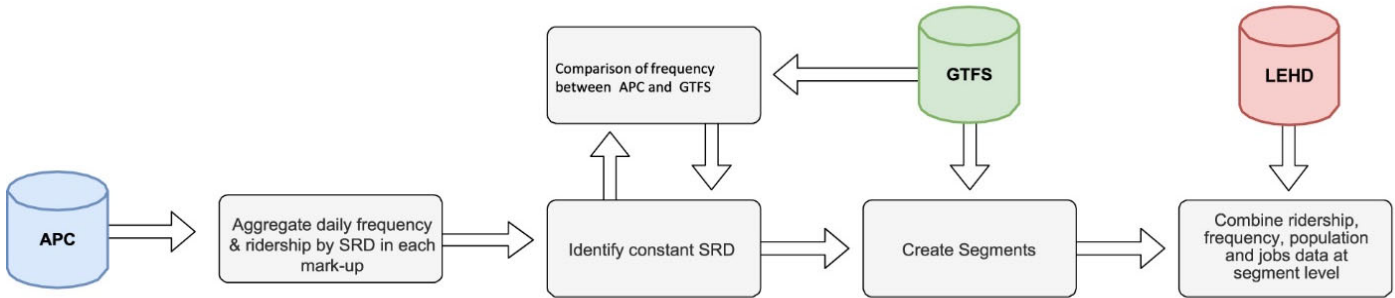 Comparison of frequency
between APC and GTFS
GTFS
LEHD
APC
Aggregate daily frequency
& ridership by SRD in each
mark-up
Identify constant SRD
Create Segments
Combine ridership,
frequency, population
and jobs data at
segment level